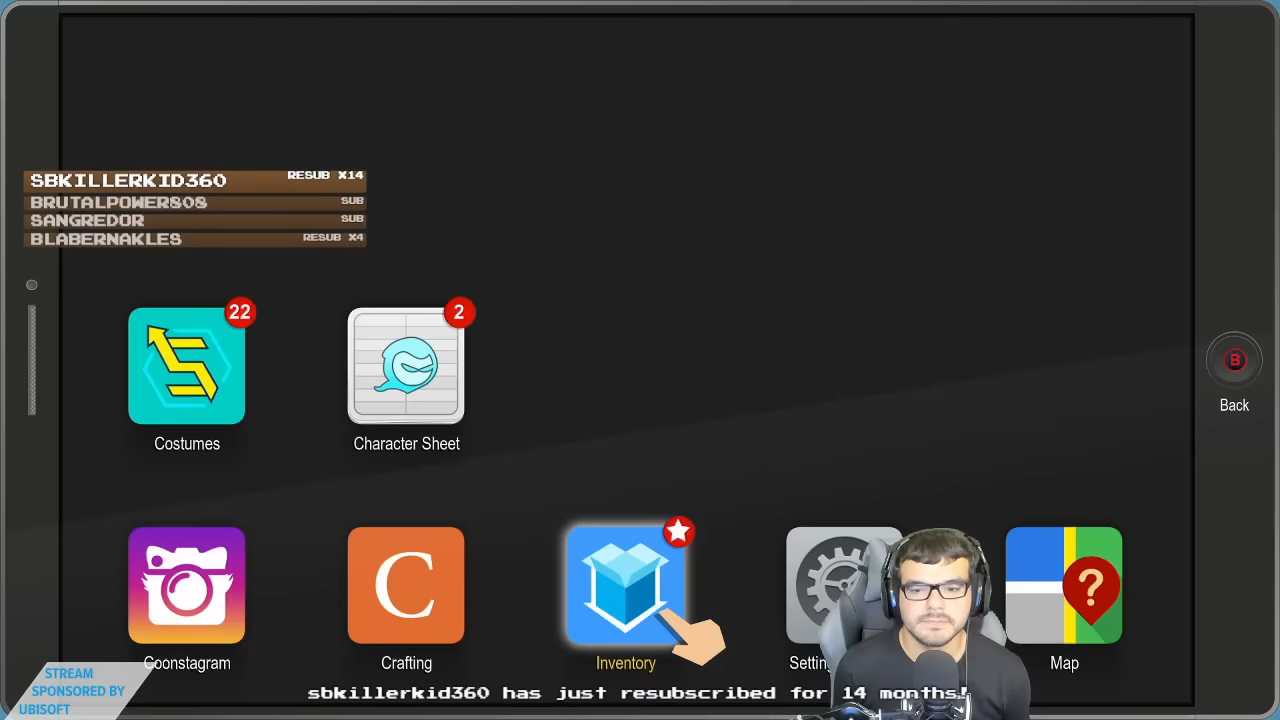 SBKILLERKID360 RESUB X14
BRUTALPOWER808 SUB
SANGREDOR SUB
BLABERNAKLES RESUB X4
22
2
Costumes
Character Sheet
B
Back
C
?
Coonstagram
Crafting
Inventory
Map
STREAM
SPONSORED BY
UBISOFT
sbkillerkid360 has just resubscribed for 14 months!